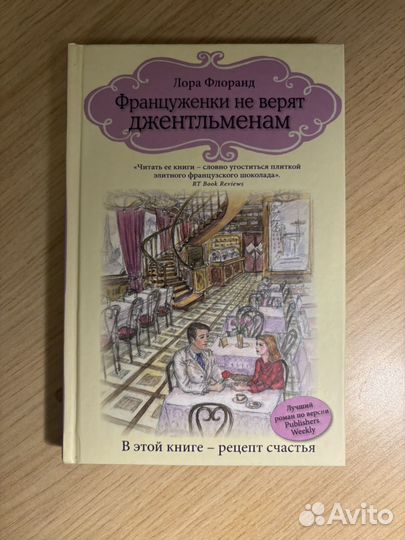 Лора Флоранд
Француженки не верят
джентльменам
«Читать ее книги – словно угоститься плиткой
элитного французского шоколада».
RT Book Reviews
Лучший
роман по версии
Publishers
Weekly
В этой книге – рецепт счастья
Avito